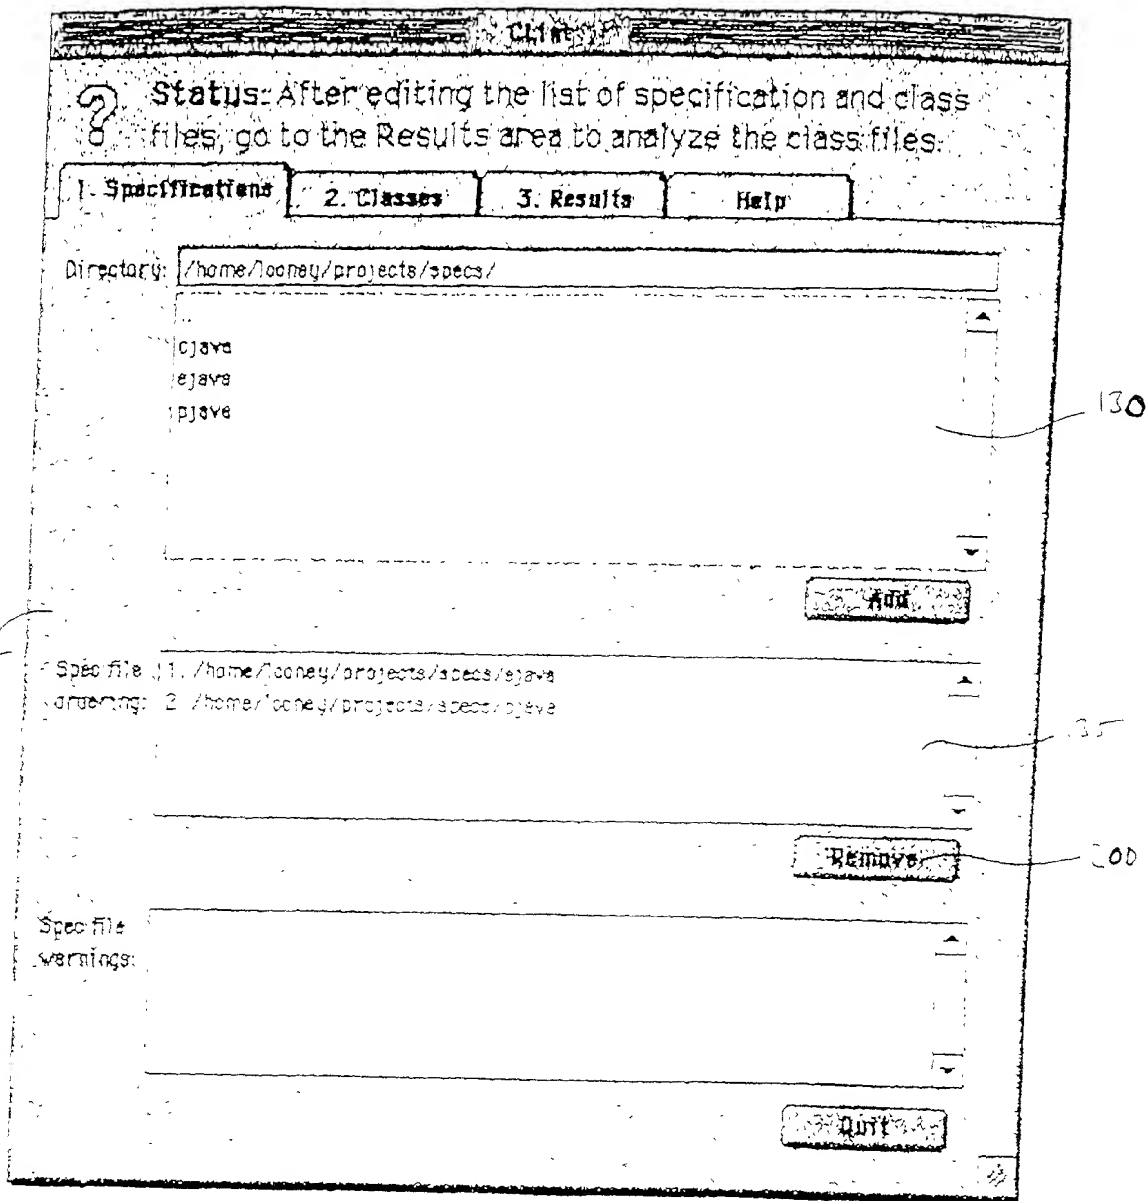 CLint
Status: After editing the list of specification and class
files, go to the Results area to analyze the class files.
1. Specifications 2. Classes 3. Results Help
Directory: /home/looney/projects/specs/
..
cjava
ejava
pjava
130
Add
Spec file 1. /home/looney/projects/specs/ejava
ordering: 2. /home/looney/projects/specs/pjava
135
Remove
Spec file
warnings:
Quit